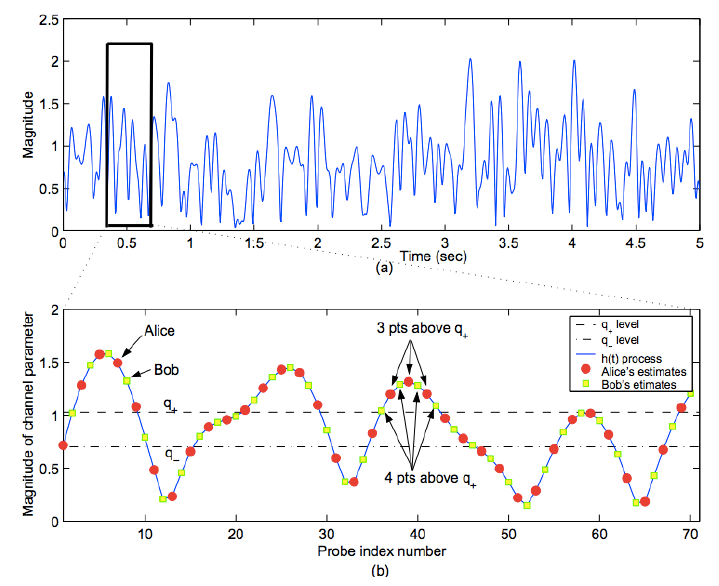 2.5
2
1.5
1
0.5
0
Magnitude
0 0.5 1 1.5 2 2.5 3 3.5 4 4.5 5
Time (sec)
(a)
2
1.5
1
0.5
0
Magnitude of channel parameter
Alice
Bob
q+
q−
3 pts above q+
4 pts above q+
q+ level
q− level
h(t) process
Alice's estimates
Bob's etimates
10 20 30 40 50 60 70
Probe index number
(b)